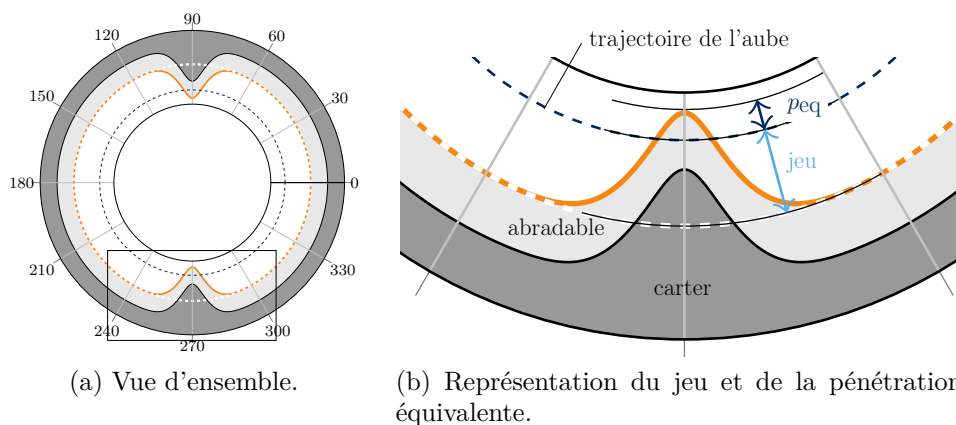 90
120
60
150
30
180
0
210
330
240
300
270
(a) Vue d'ensemble.
trajectoire de l'aube
peq
jeu
abradable
carter
(b) Représentation du jeu et de la pénétration
équivalente.